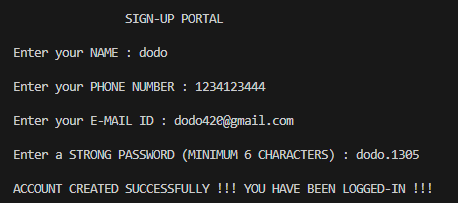 SIGN-UP PORTAL
Enter your NAME : dodo
Enter your PHONE NUMBER : 1234123444
Enter your E-MAIL ID : dodo420@gmail.com
Enter a STRONG PASSWORD (MINIMUM 6 CHARACTERS) : dodo.1305
ACCOUNT CREATED SUCCESSFULLY !!! YOU HAVE BEEN LOGGED-IN !!!